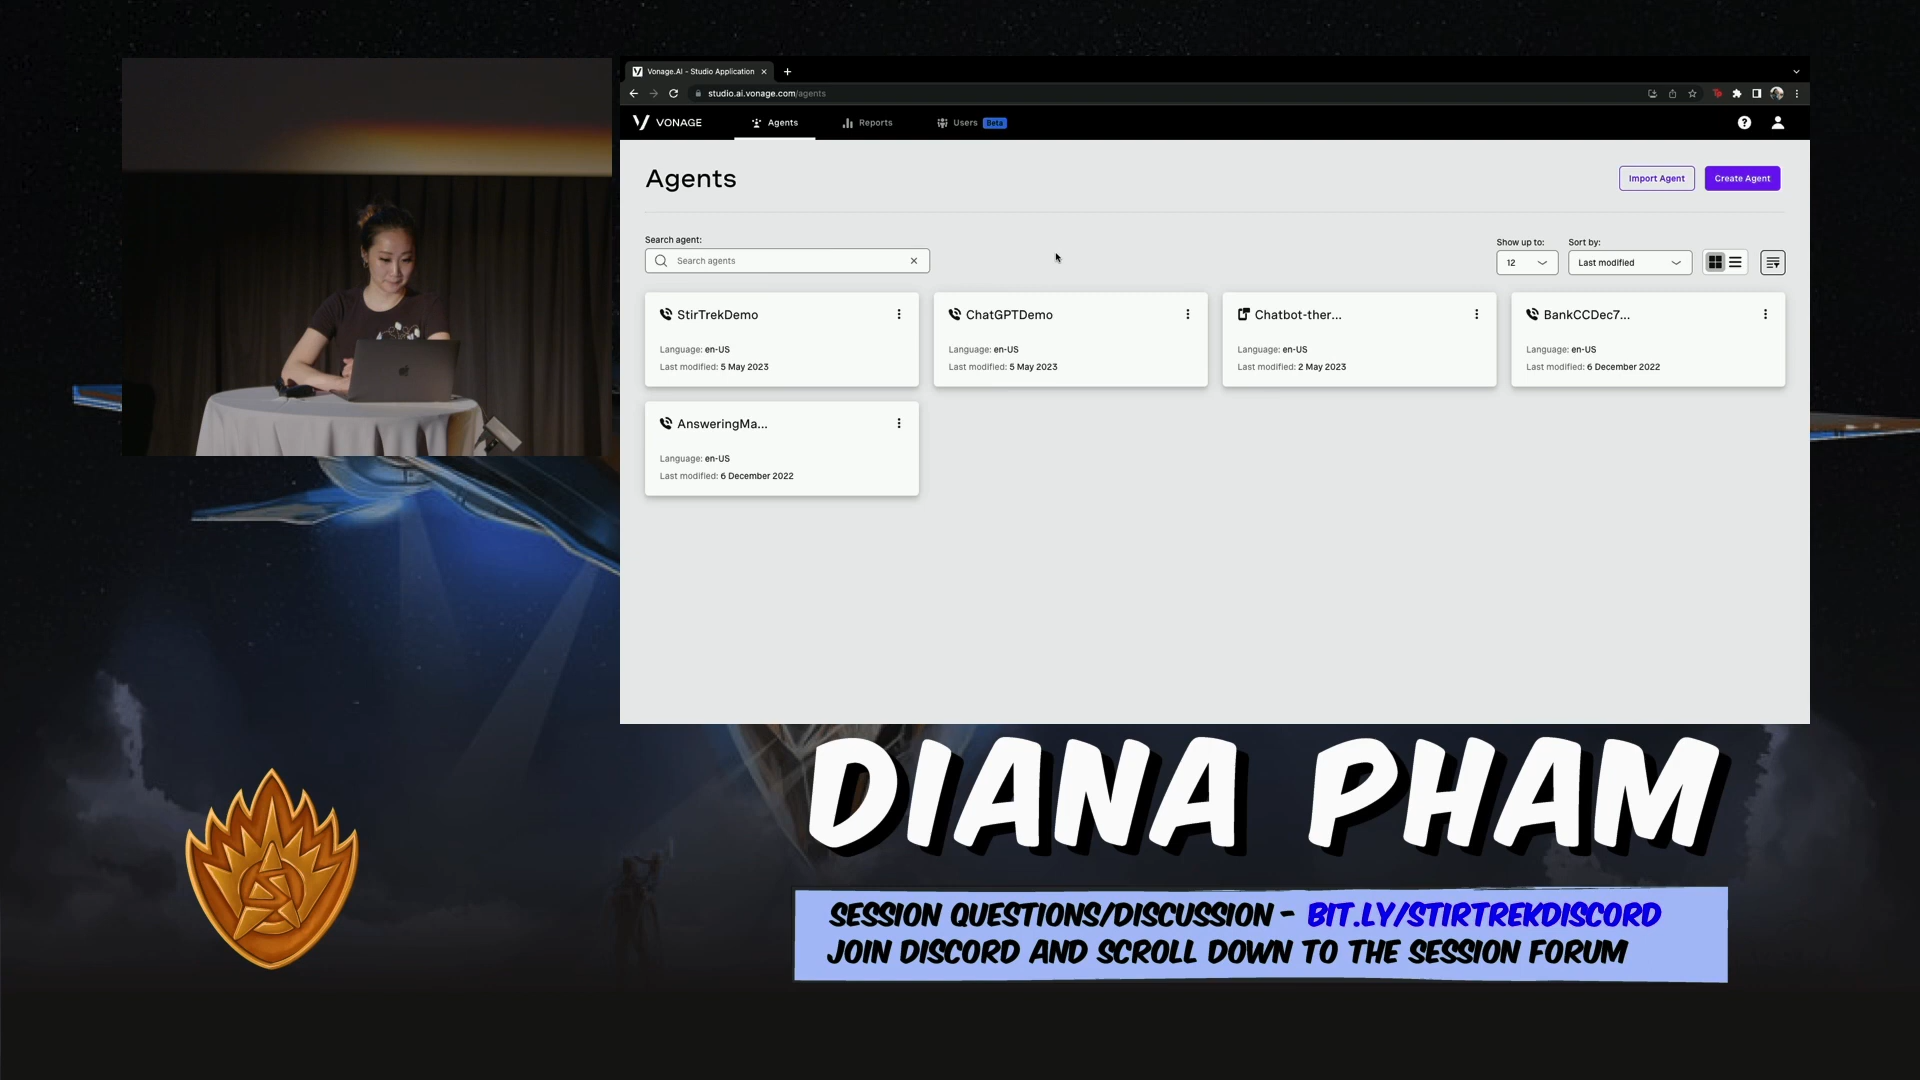 Vonage.AI - Studio Application
studio.ai.vonage.com/agents
VONAGE
Agents
Reports
Users Beta
Agents
Import Agent
Create Agent
Search agent:
Search agents
Show up to:
12
Sort by:
Last modified
StirTrekDemo
Language: en-US
Last modified: 5 May 2023
ChatGPTDemo
Language: en-US
Last modified: 5 May 2023
Chatbot-ther...
Language: en-US
Last modified: 2 May 2023
BankCCDec7...
Language: en-US
Last modified: 6 December 2022
AnsweringMa...
Language: en-US
Last modified: 6 December 2022
DIANA PHAM
SESSION QUESTIONS/DISCUSSION - BIT.LY/STIRTREKDISCORD
JOIN DISCORD AND SCROLL DOWN TO THE SESSION FORUM